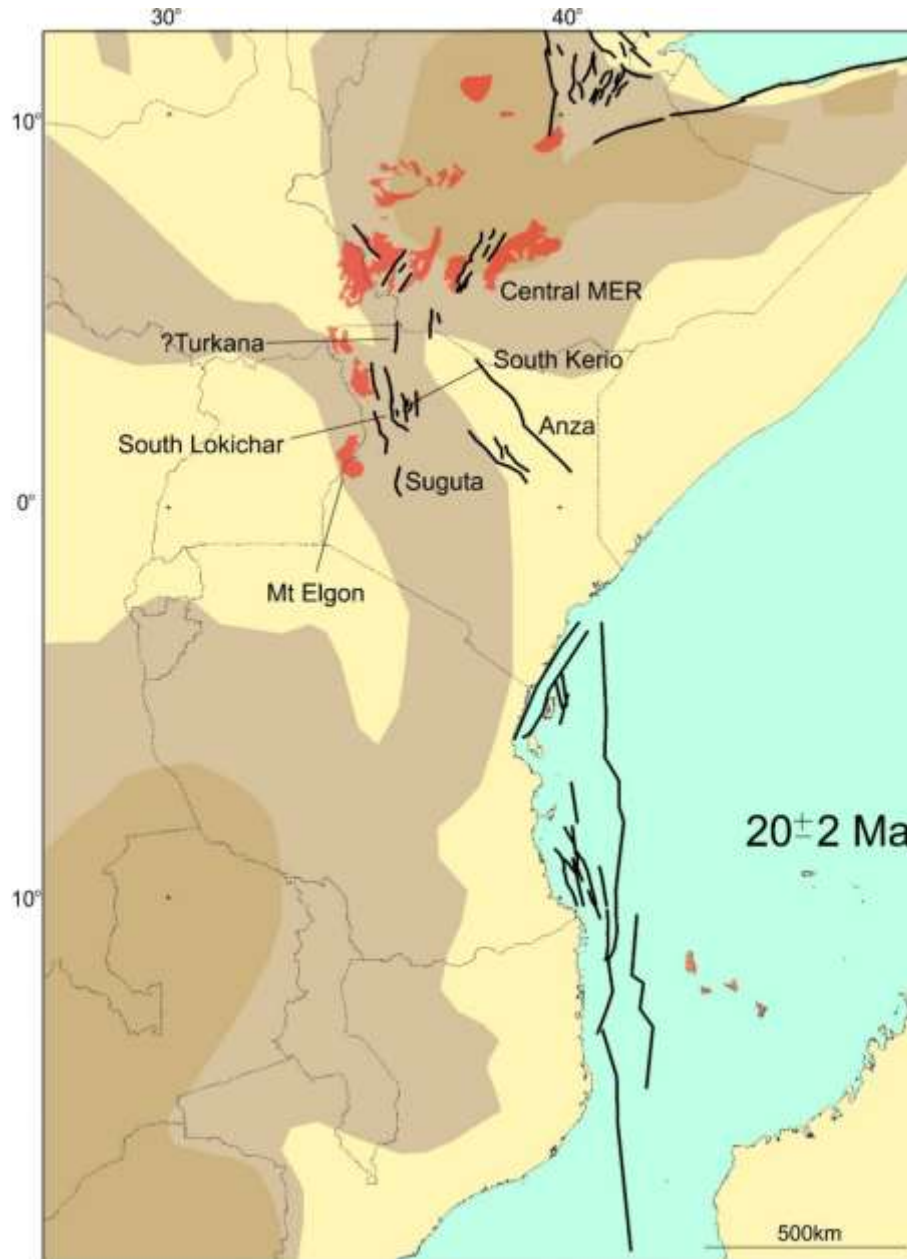 30°
40°
10°
Central MER
?Turkana
South Kerio
South Lokichar
Anza
Suguta
0°
Mt Elgon
20±2 Ma
10°
500km